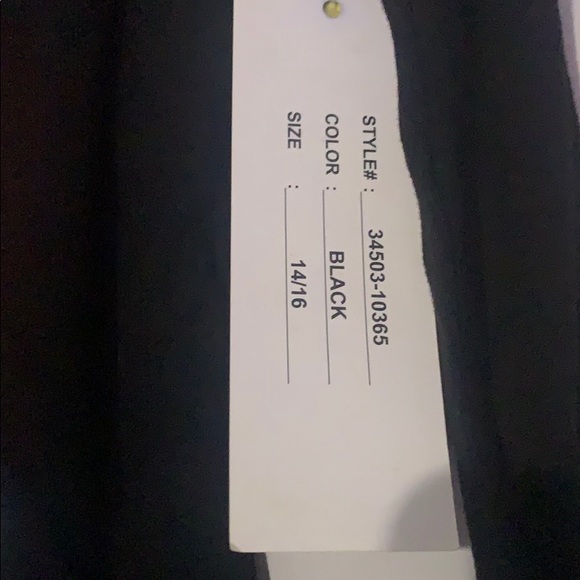 STYLE# : 34503-10365
COLOR : BLACK
SIZE : 14/16